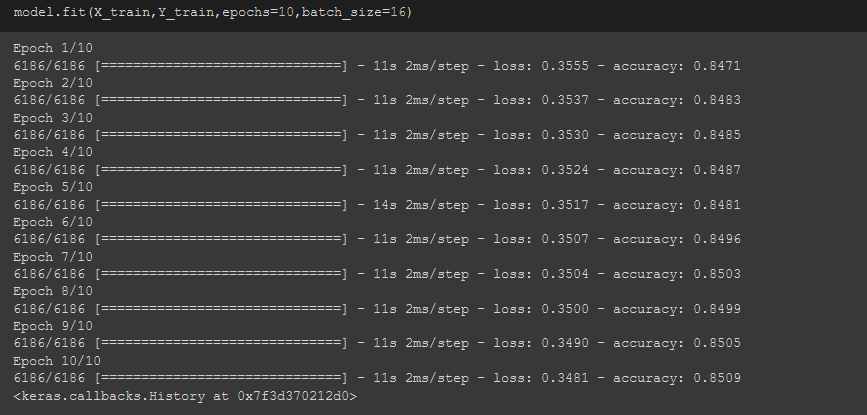 model.fit(X_train,Y_train,epochs=10,batch_size=16)
Epoch 1/10
6186/6186 [==============================] - 11s 2ms/step - loss: 0.3555 - accuracy: 0.8471
Epoch 2/10
6186/6186 [==============================] - 11s 2ms/step - loss: 0.3537 - accuracy: 0.8483
Epoch 3/10
6186/6186 [==============================] - 11s 2ms/step - loss: 0.3530 - accuracy: 0.8485
Epoch 4/10
6186/6186 [==============================] - 11s 2ms/step - loss: 0.3524 - accuracy: 0.8487
Epoch 5/10
6186/6186 [==============================] - 14s 2ms/step - loss: 0.3517 - accuracy: 0.8481
Epoch 6/10
6186/6186 [==============================] - 11s 2ms/step - loss: 0.3507 - accuracy: 0.8496
Epoch 7/10
6186/6186 [==============================] - 11s 2ms/step - loss: 0.3504 - accuracy: 0.8503
Epoch 8/10
6186/6186 [==============================] - 11s 2ms/step - loss: 0.3500 - accuracy: 0.8499
Epoch 9/10
6186/6186 [==============================] - 11s 2ms/step - loss: 0.3490 - accuracy: 0.8505
Epoch 10/10
6186/6186 [==============================] - 11s 2ms/step - loss: 0.3481 - accuracy: 0.8509
<keras.callbacks.History at 0x7f3d370212d0>